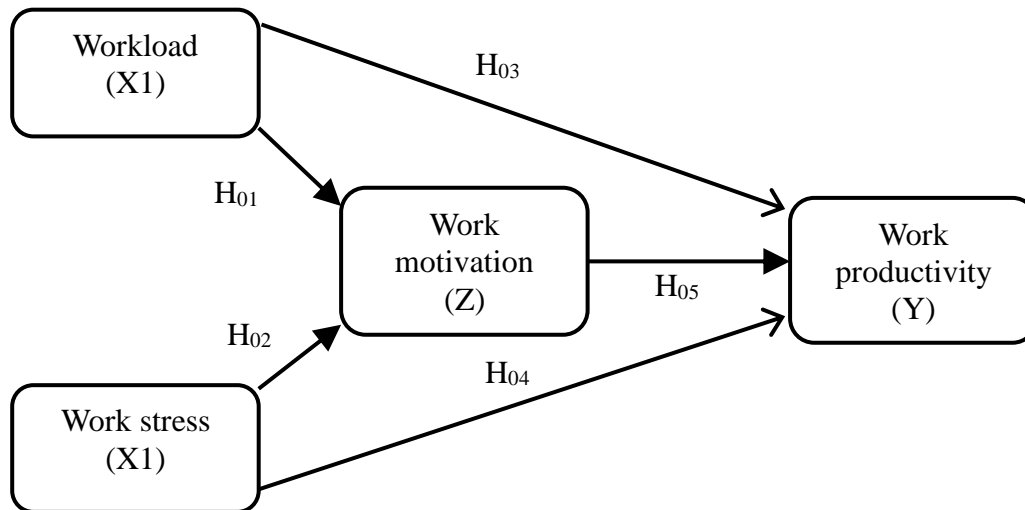 Workload
(X1)
H03
H01
Work
motivation
(Z)
H05
Work
productivity
(Y)
H02
H04
Work stress
(X1)